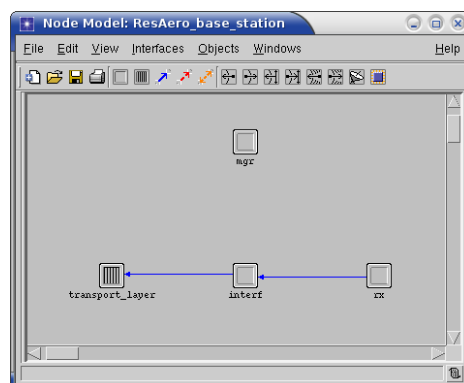 Node Model: ResAero_base_station
File Edit View Interfaces Objects Windows Help
mgr
transport_layer interf rx